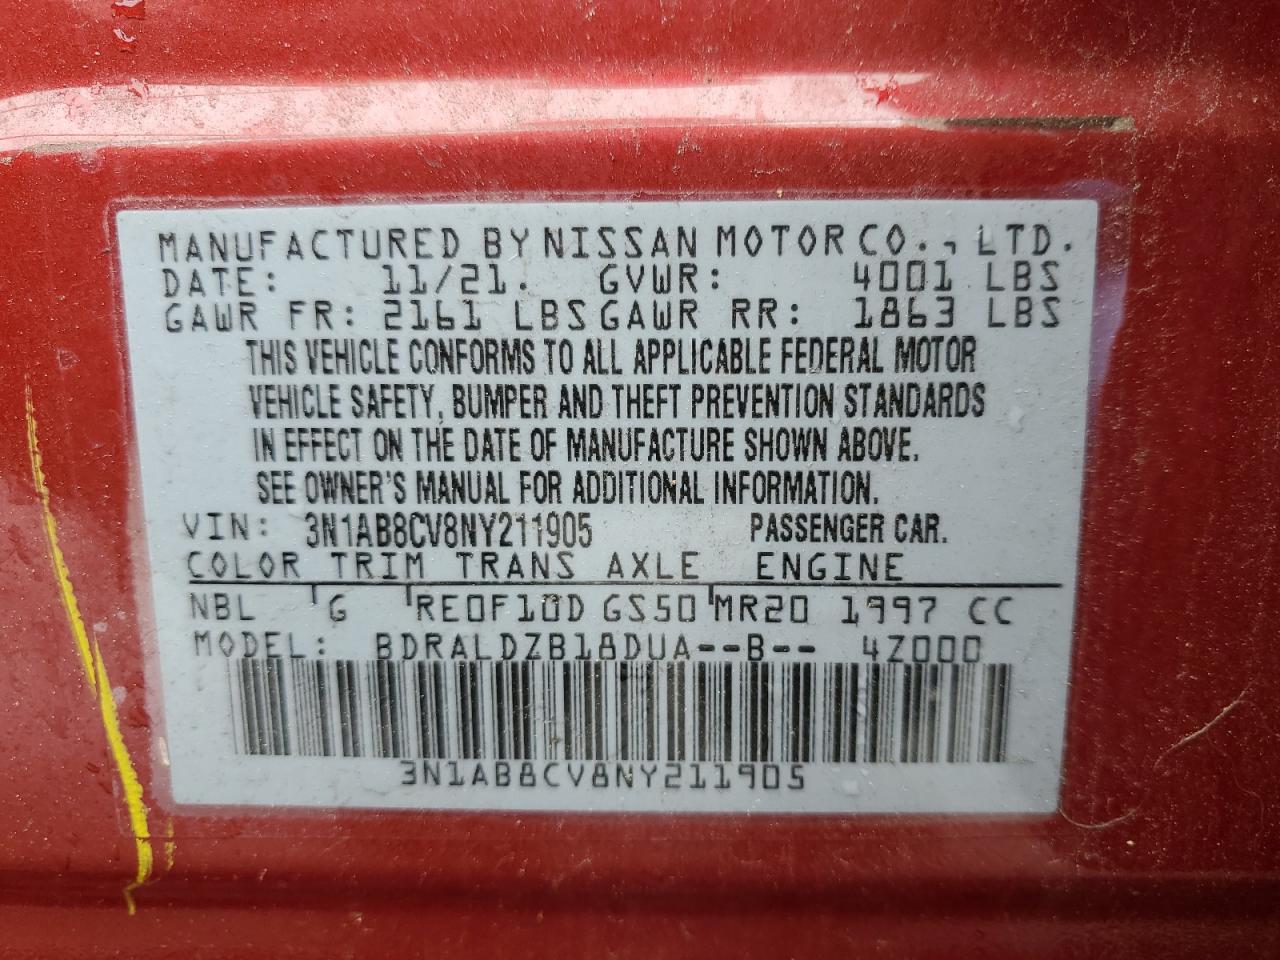 MANUFACTURED BY NISSAN MOTOR CO., LTD.
DATE: 11/21. GVWR: 4001 LBS
GAWR FR: 2161 LBS GAWR RR: 1863 LBS
THIS VEHICLE CONFORMS TO ALL APPLICABLE FEDERAL MOTOR
VEHICLE SAFETY, BUMPER AND THEFT PREVENTION STANDARDS
IN EFFECT ON THE DATE OF MANUFACTURE SHOWN ABOVE.
SEE OWNER'S MANUAL FOR ADDITIONAL INFORMATION.
VIN: 3N1AB8CV8NY211905 PASSENGER CAR.
COLOR TRIM TRANS AXLE ENGINE
NBL G RE0F10D GS50 MR20 1997 CC
MODEL: BDRALDZB18DUA--B-- 4Z000
3N1AB8CV8NY211905